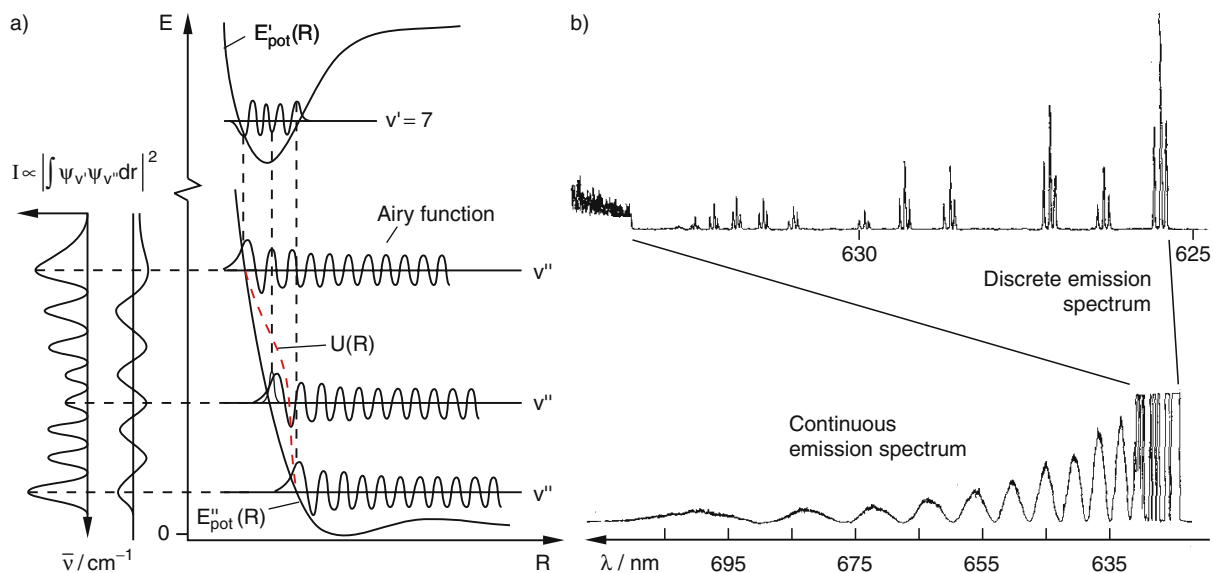 a)
E
E'pot(R)
v' = 7
I ∝ |∫ ψv' ψv'' dr|²
Airy function
v''
U(R)
v''
v''
E''pot(R)
0
ν̄ / cm⁻¹
R
b)
630
625
Discrete emission
spectrum
Continuous
emission spectrum
λ / nm
695
675
655
635